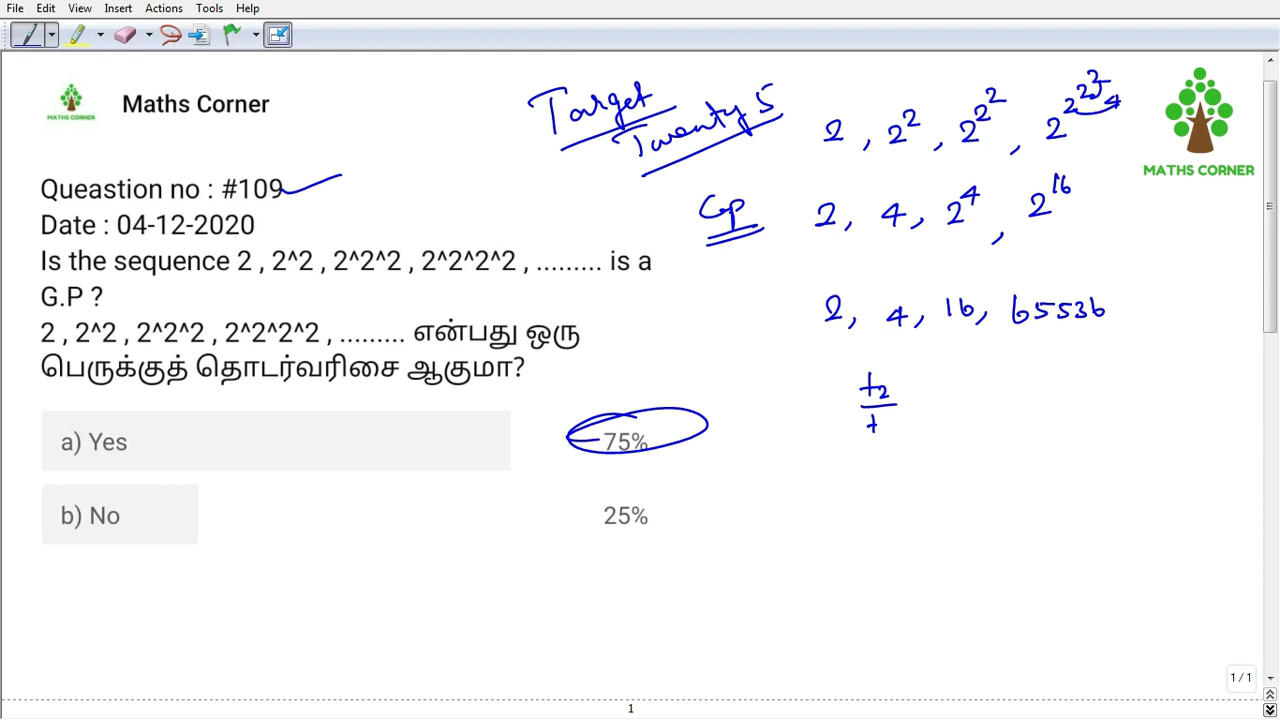 File Edit View Insert Actions Tools Help
MATHS CORNER
Maths Corner
Target
Twenty 5
2 , 2^2 , 2^2^2 , 2^2^2^2 4
MATHS CORNER
Queastion no : #109
Date : 04-12-2020
Is the sequence 2 , 2^2 , 2^2^2 , 2^2^2^2 , ......... is a
G.P ?
2 , 2^2 , 2^2^2 , 2^2^2^2 , ......... என்பது ஒரு
பெருக்குத் தொடர்வரிசை ஆகுமா?
a) Yes 75%
b) No 25%
Gp 2, 4, 2^4, 2^16
2, 4, 16, 65536
t2
t
1 / 1
1